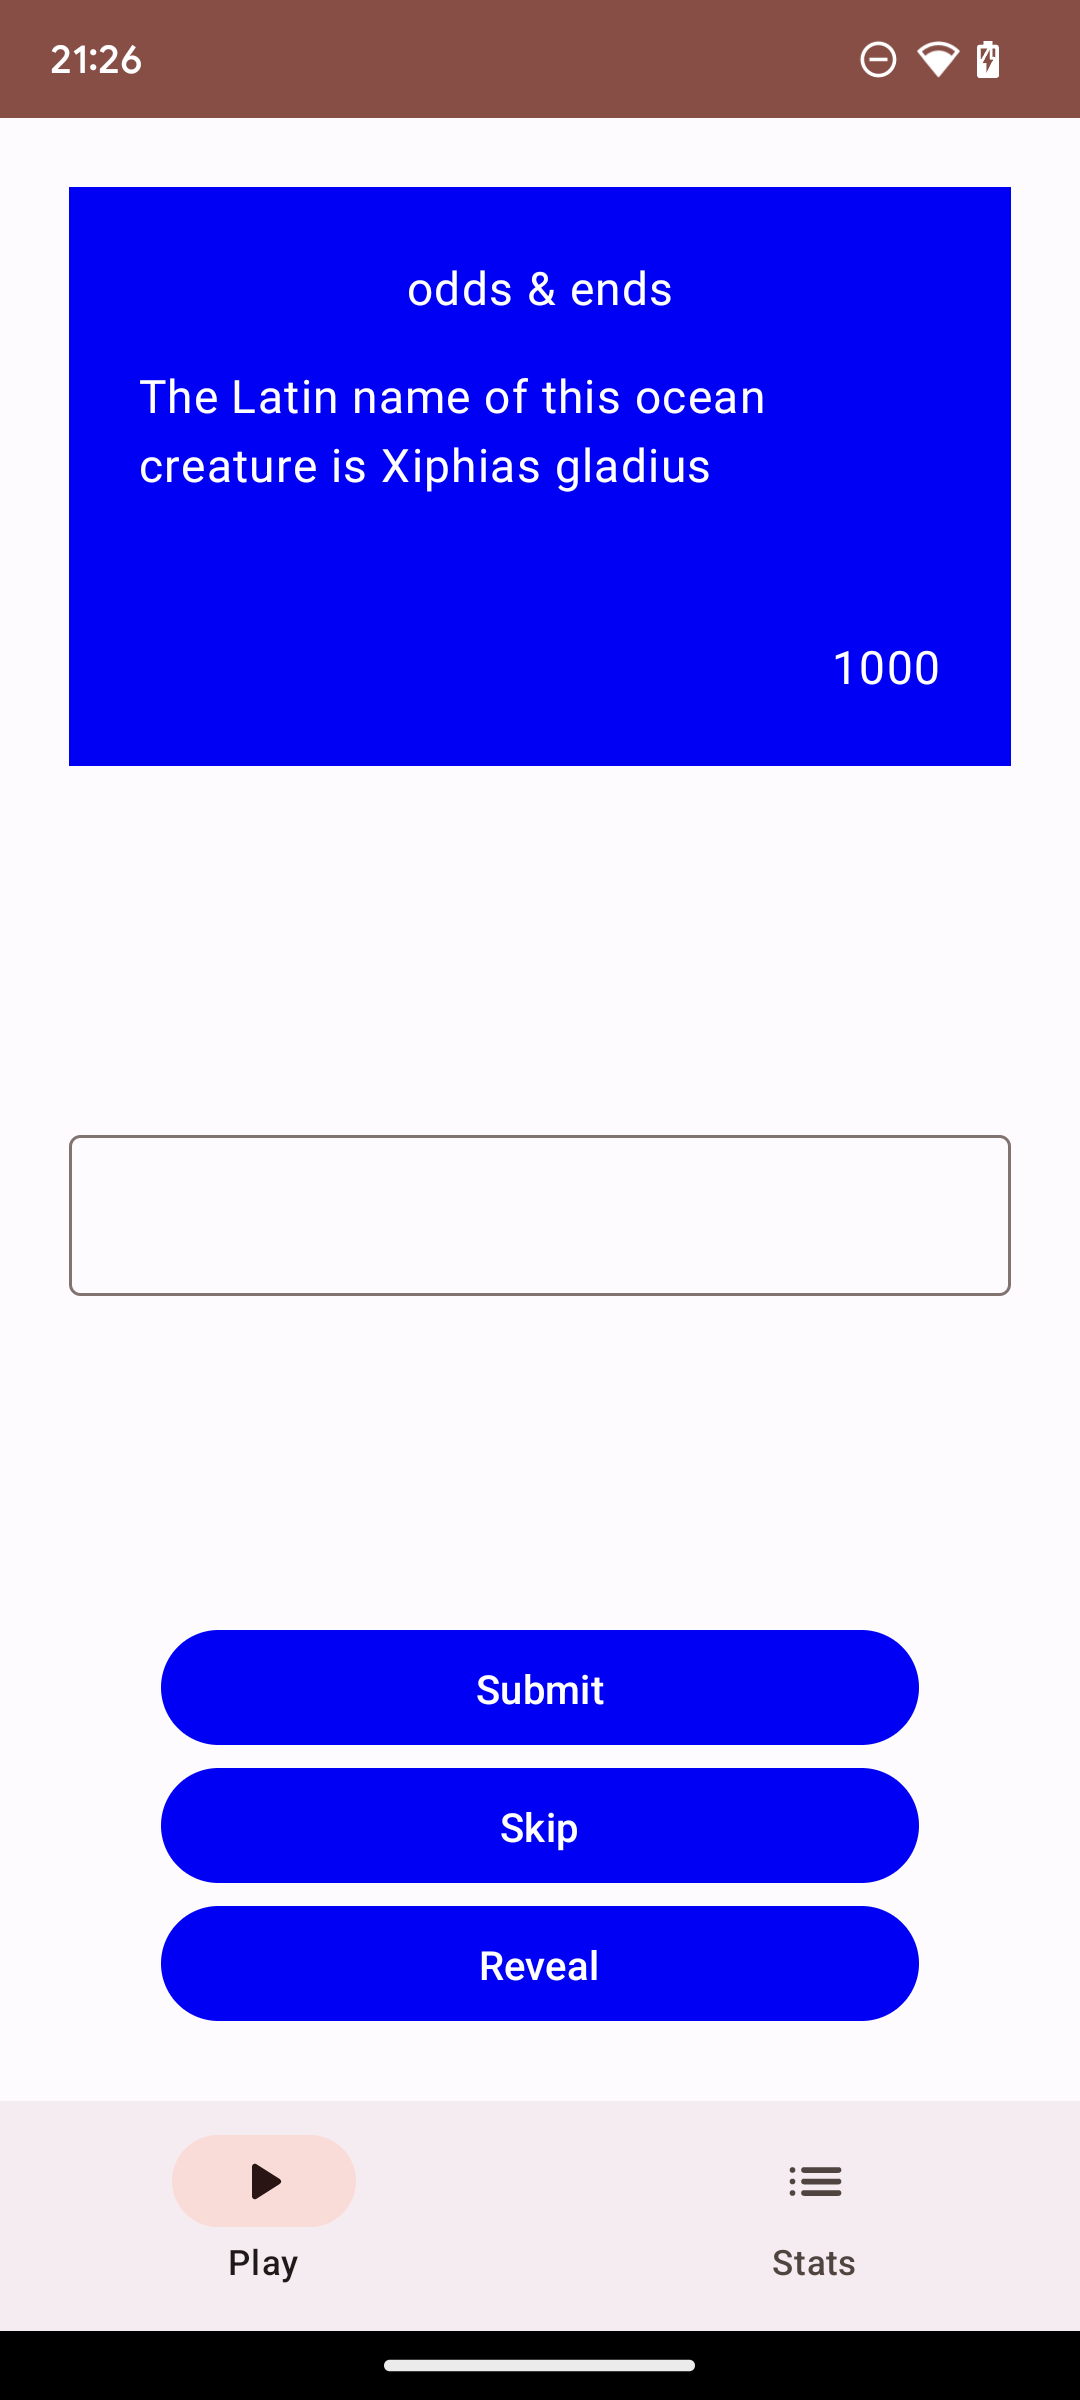 21:26
odds & ends
The Latin name of this ocean
creature is Xiphias gladius
1000
Submit
Skip
Reveal
Play
Stats